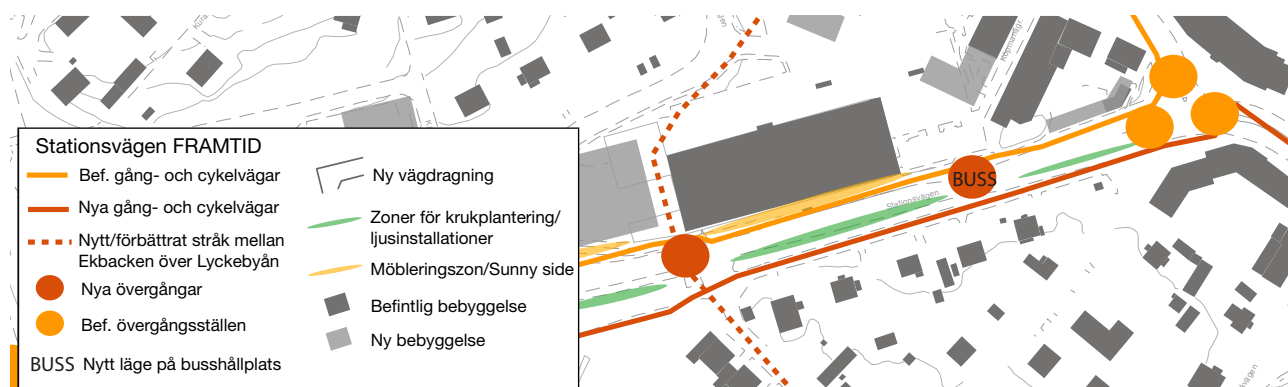 Stationsvägen FRAMTID
Bef. gång- och cykelvägar
Nya gång- och cykelvägar
Nytt/förbättrat stråk mellan
Ekbacken över Lyckebyån
Nya övergångar
Bef. övergångsställen
BUSS Nytt läge på busshållplats
Ny vägdragning
Zoner för krukplantering/
ljusinstallationer
Möbleringszon/Sunny side
Befintlig bebyggelse
Ny bebyggelse
BUSS
Stationsvägen
Köpmansgr